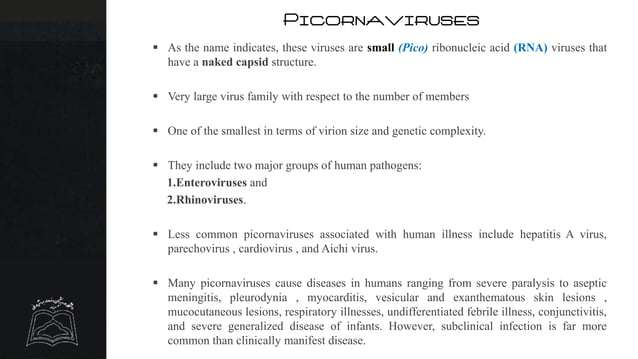 PICORNAVIRUSES
▪ As the name indicates, these viruses are small (Pico) ribonucleic acid (RNA) viruses that
have a naked capsid structure.
▪ Very large virus family with respect to the number of members
▪ One of the smallest in terms of virion size and genetic complexity.
▪ They include two major groups of human pathogens:
1.Enteroviruses and
2.Rhinoviruses.
▪ Less common picornaviruses associated with human illness include hepatitis A virus,
parechovirus , cardiovirus , and Aichi virus.
▪ Many picornaviruses cause diseases in humans ranging from severe paralysis to aseptic
meningitis, pleurodynia , myocarditis, vesicular and exanthematous skin lesions ,
mucocutaneous lesions, respiratory illnesses, undifferentiated febrile illness, conjunctivitis,
and severe generalized disease of infants. However, subclinical infection is far more
common than clinically manifest disease.